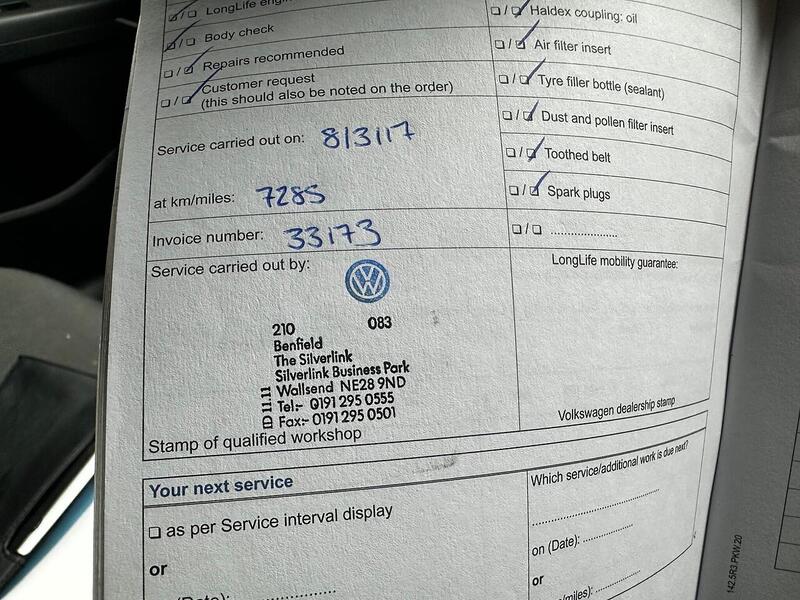 LongLife
Body check
Repairs recommended
Customer request
(this should also be noted on the order)
Haldex coupling: oil
Air filter insert
Tyre filler bottle (sealant)
Dust and pollen filter insert
Toothed belt
Spark plugs
....................
Service carried out on: 8/3/17
at km/miles: 7285
Invoice number: 33173
Service carried out by:
VW
210 083
Benfield
The Silverlink
Silverlink Business Park
Wallsend NE28 9ND
Tel:- 0191 295 0555
Fax:- 0191 295 0501
ID 11.11
Stamp of qualified workshop
LongLife mobility guarantee:
Volkswagen dealership stamp
Your next service
as per Service interval display
or
(Date): ....................
Which service/additional work is due next?
....................
on (Date): ....................
or
142.5R3.PKW.20